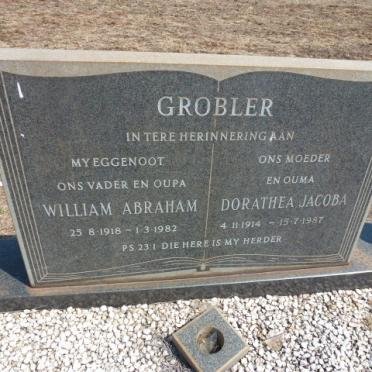 GROBLER
IN TERE HERINNERING AAN
MY EGGENOOT
ONS VADER EN OUPA
WILLIAM ABRAHAM
25·8·1918 – 1·3·1982
ONS MOEDER
EN OUMA
DORATHEA JACOBA
4·11·1914 – 15·7·1987
PS 23:1 DIE HERE IS MY HERDER